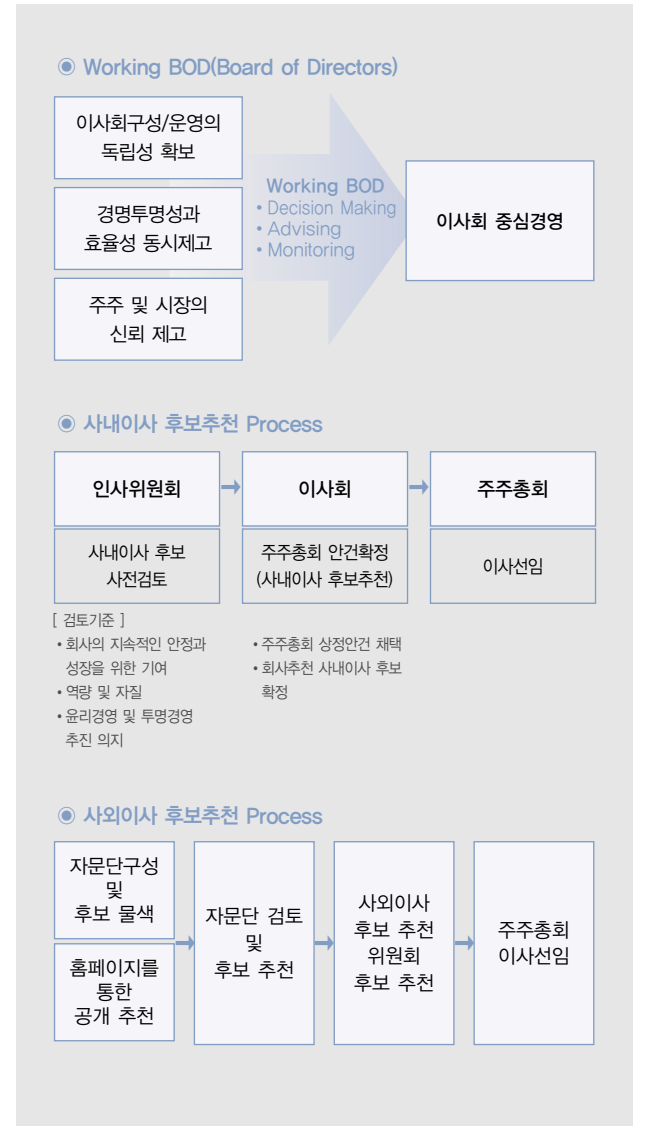 ◉ Working BOD(Board of Directors)
이사회구성/운영의
독립성 확보
경영투명성과
효율성 동시제고
주주 및 시장의
신뢰 제고
Working BOD
• Decision Making
• Advising
• Monitoring
이사회 중심경영
◉ 사내이사 후보추천 Process
인사위원회
이사회
주주총회
사내이사 후보
사전검토
주주총회 안건확정
(사내이사 후보추천)
이사선임
[ 검토기준 ]
• 회사의 지속적인 안정과
성장을 위한 기여
• 역량 및 자질
• 윤리경영 및 투명경영
추진 의지
• 주주총회 상정안건 채택
• 회사추천 사내이사 후보
확정
◉ 사외이사 후보추천 Process
자문단구성
및
후보 물색
홈페이지를
통한
공개 추천
자문단 검토
및
후보 추천
사외이사
후보 추천
위원회
후보 추천
주주총회
이사선임